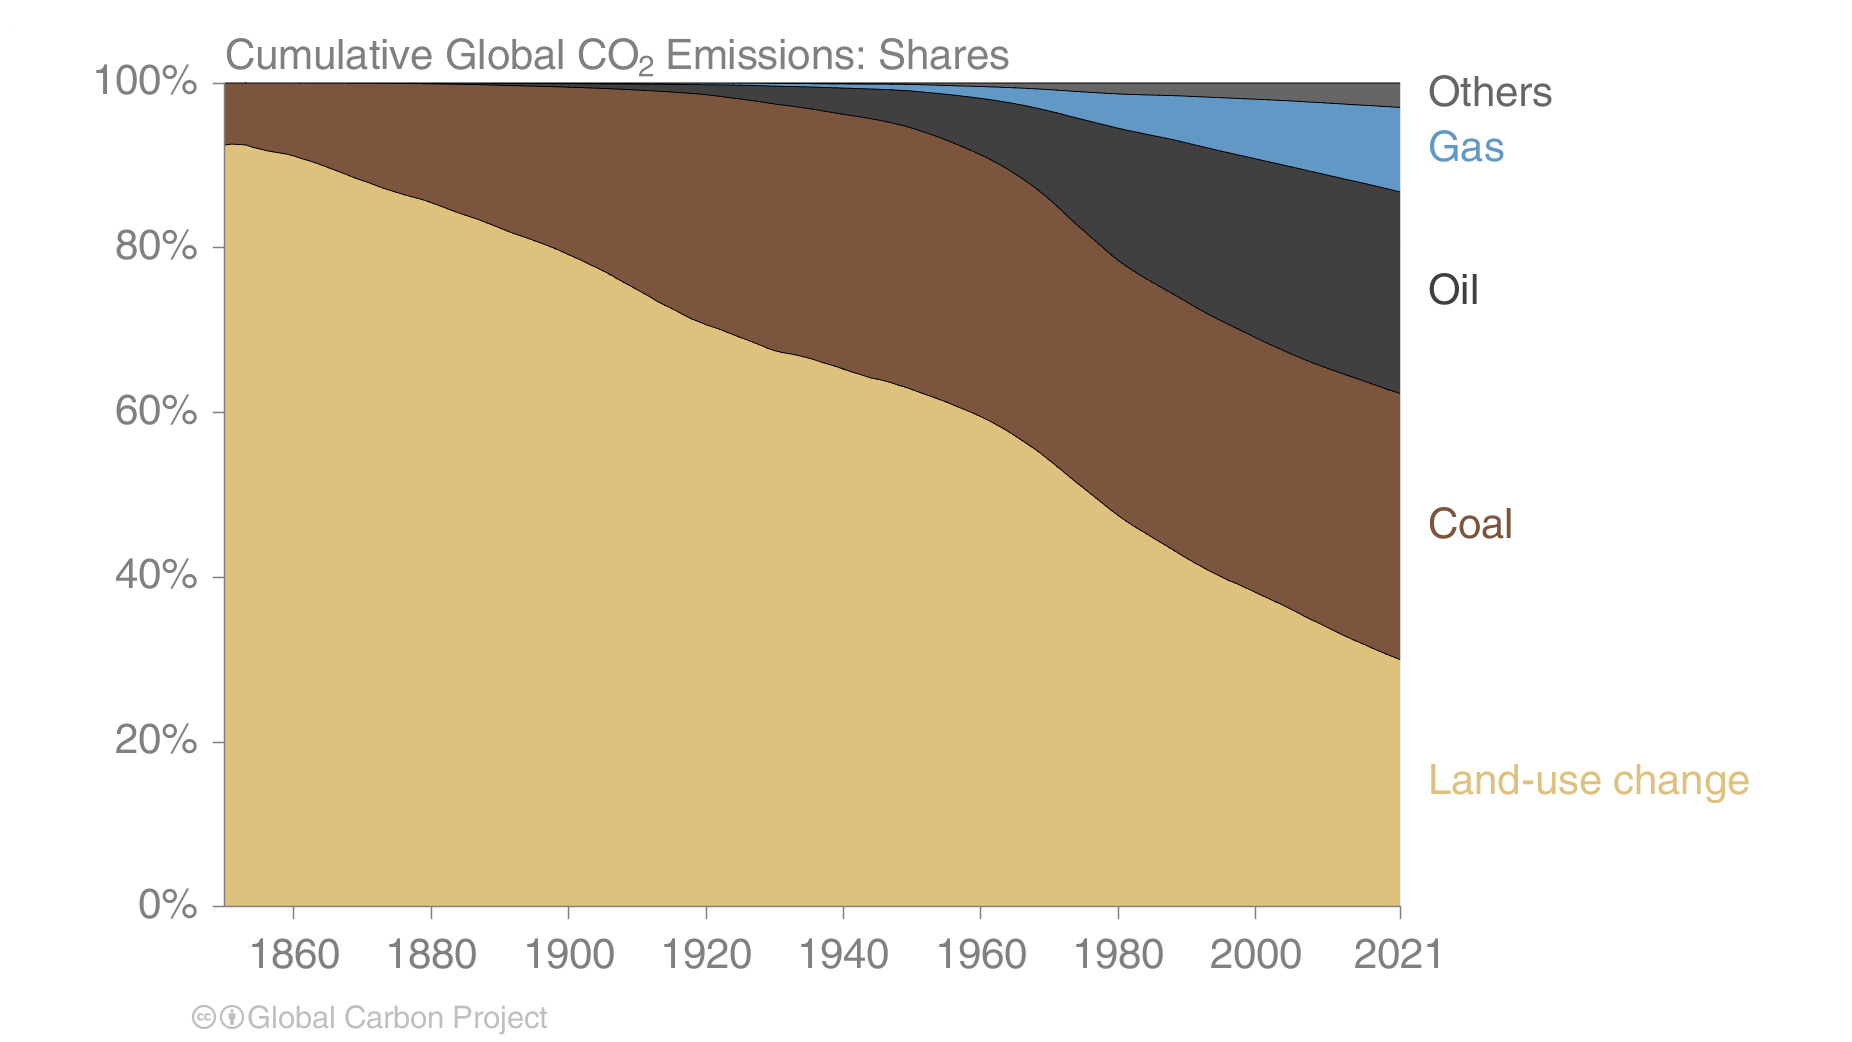 Cumulative Global CO₂ Emissions: Shares
100%
80%
60%
40%
20%
0%
1860 1880 1900 1920 1940 1960 1980 2000 2021
Others
Gas
Oil
Coal
Land-use change
cc Global Carbon Project